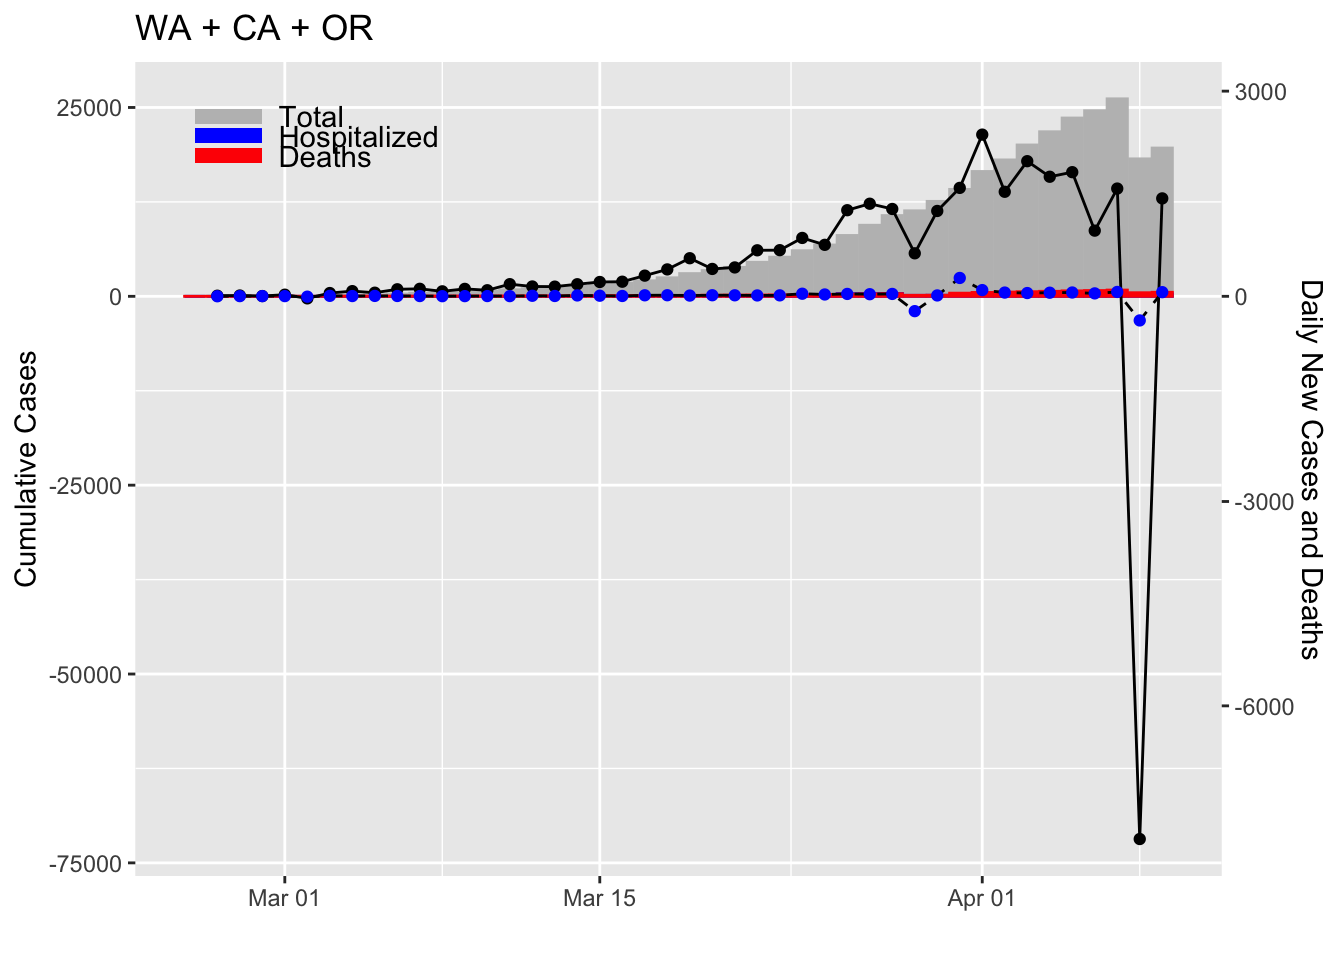 WA + CA + OR
Total
Hospitalized
Deaths
25000
0
-25000
-50000
-75000
Cumulative Cases
3000
0
-3000
-6000
Daily New Cases and Deaths
Mar 01
Mar 15
Apr 01